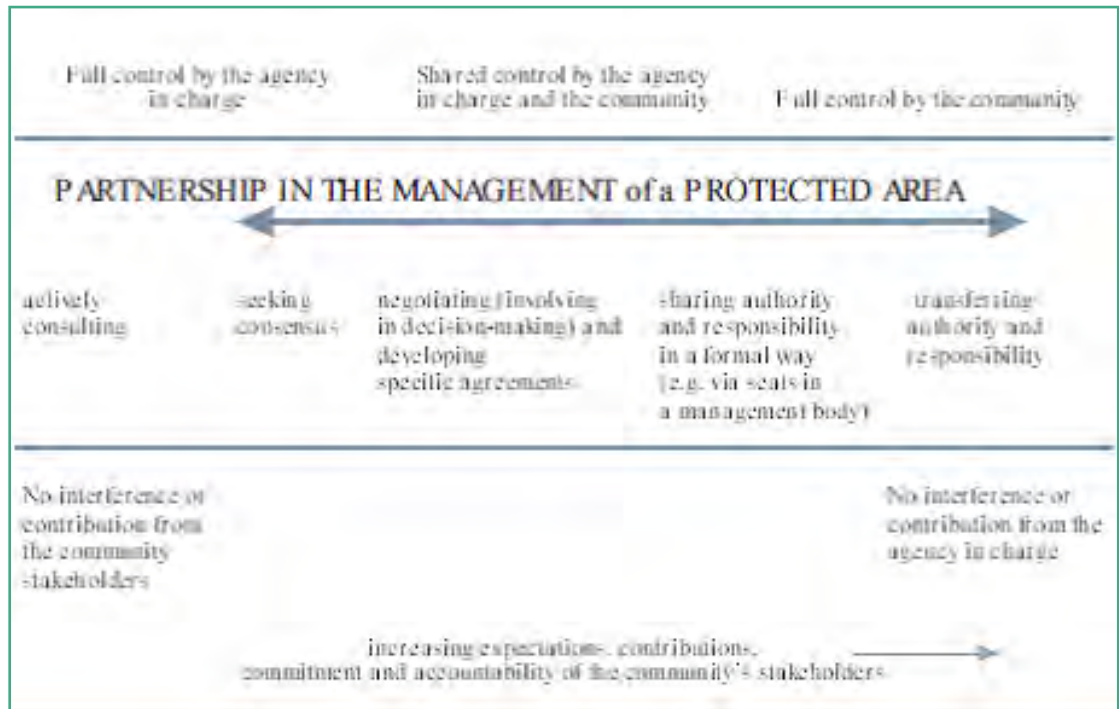 Full control by the agency
in charge
Shared control by the agency
in charge and the community
Full control by the community
PARTNERSHIP IN THE MANAGEMENT of a PROTECTED AREA
actively
consulting
seeking
consensus
negotiating (involving
in decision-making) and
developing
specific agreements
sharing authority
and responsibility
in a formal way
(e.g. via seats in
a management body)
transferring
authority and
responsibility
No interference or
contribution from
the community
stakeholders
No interference or
contribution from the
agency in charge
increasing expectations, contributions,
commitment and accountability of the community's stakeholders